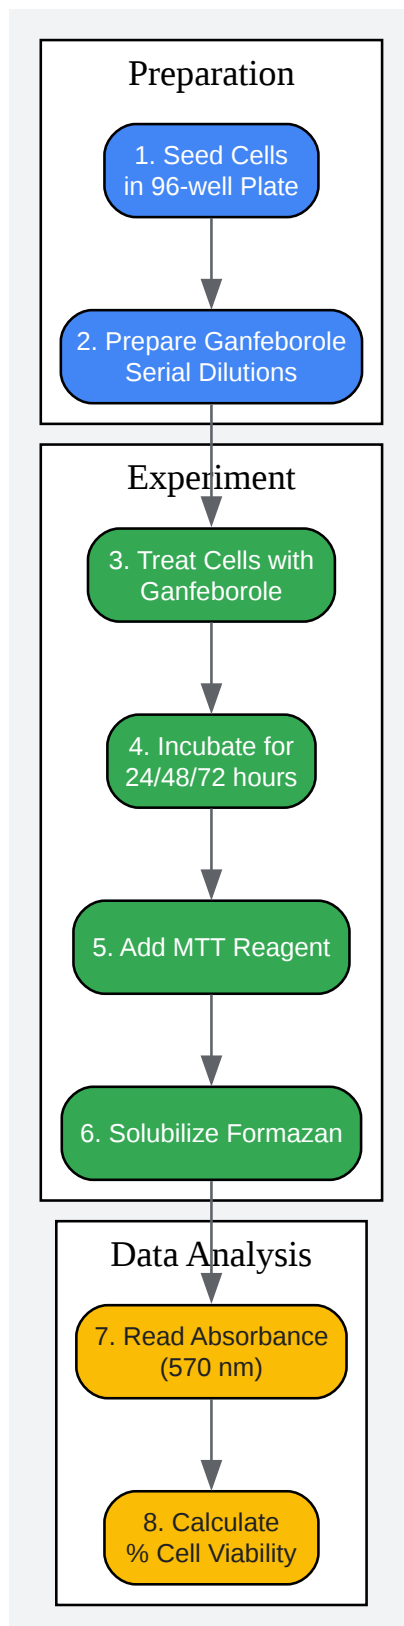 Preparation
1. Seed Cells
in 96-well Plate
2. Prepare Ganfeborole
Serial Dilutions
Experiment
3. Treat Cells with
Ganfeborole
4. Incubate for
24/48/72 hours
5. Add MTT Reagent
6. Solubilize Formazan
Data Analysis
7. Read Absorbance
(570 nm)
8. Calculate
% Cell Viability